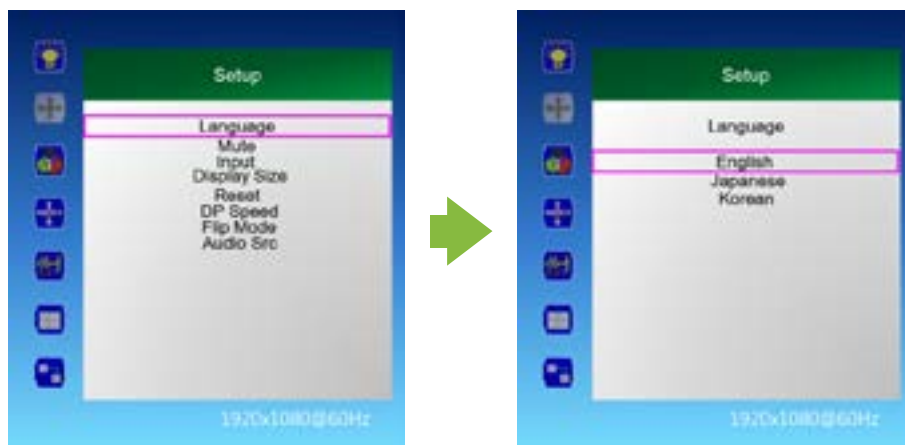 Setup
Language
Mute
Input
Display Size
Reset
DP Speed
Flip Mode
Audio Src
1920x1080@60Hz
Setup
Language
English
Japanese
Korean
1920x1080@60Hz